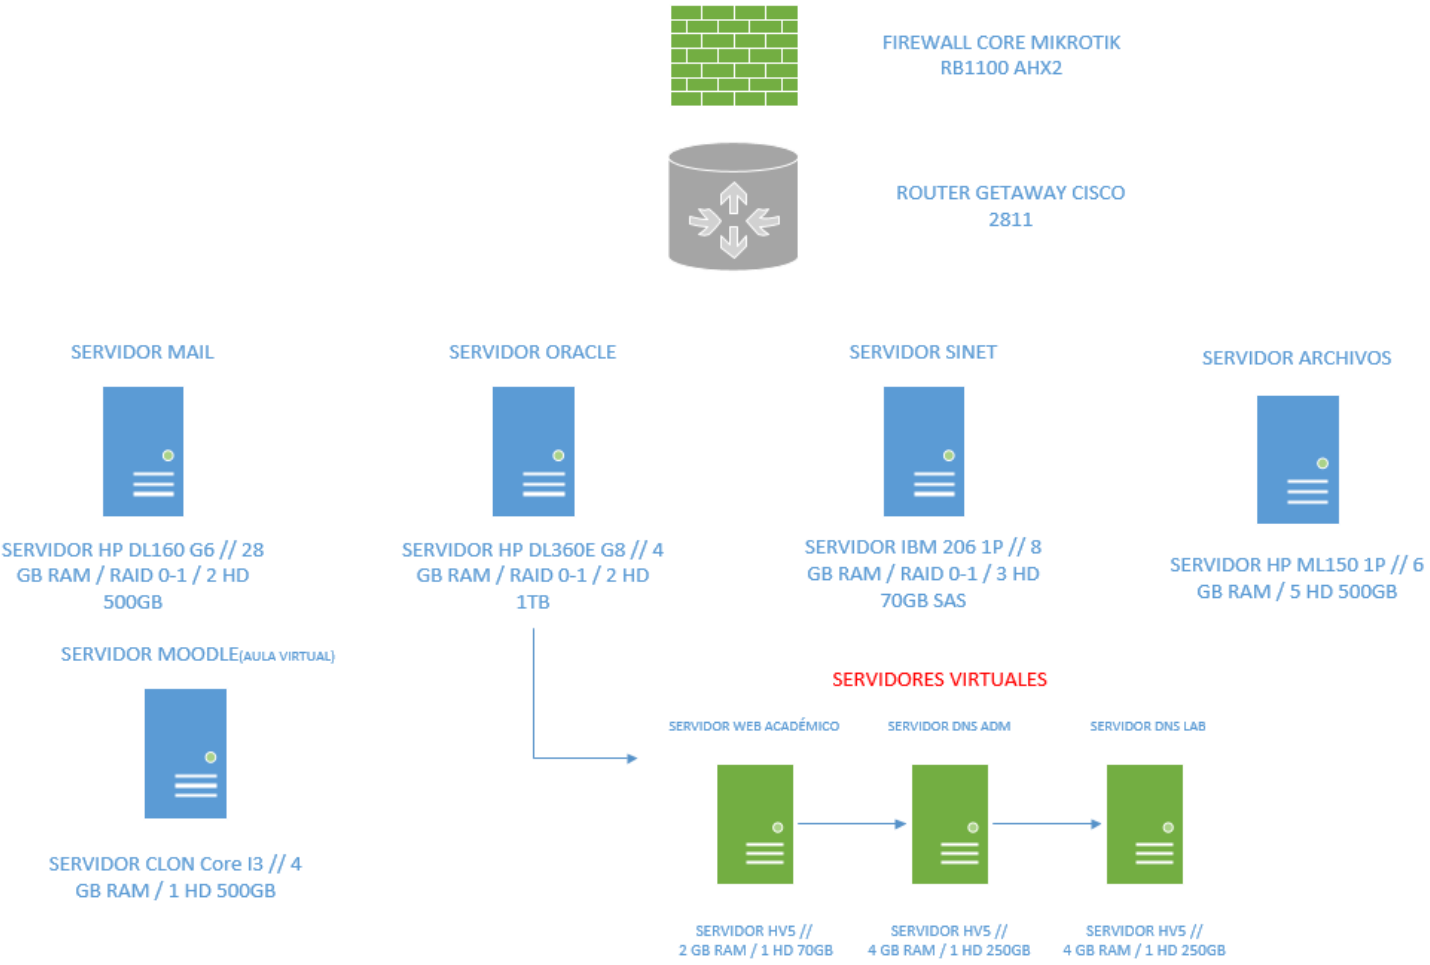 FIREWALL CORE MIKROTIK
RB1100 AHX2
ROUTER GETAWAY CISCO
2811
SERVIDOR MAIL
SERVIDOR HP DL160 G6 // 28
GB RAM / RAID 0-1 / 2 HD
500GB
SERVIDOR ORACLE
SERVIDOR HP DL360E G8 // 4
GB RAM / RAID 0-1 / 2 HD
1TB
SERVIDOR SINET
SERVIDOR IBM 206 1P // 8
GB RAM / RAID 0-1 / 3 HD
70GB SAS
SERVIDOR ARCHIVOS
SERVIDOR HP ML150 1P // 6
GB RAM / 5 HD 500GB
SERVIDOR MOODLE(AULA VIRTUAL)
SERVIDOR CLON Core I3 // 4
GB RAM / 1 HD 500GB
SERVIDORES VIRTUALES
SERVIDOR WEB ACADÉMICO
SERVIDOR HV5 //
2 GB RAM / 1 HD 70GB
SERVIDOR DNS ADM
SERVIDOR HV5 //
4 GB RAM / 1 HD 250GB
SERVIDOR DNS LAB
SERVIDOR HV5 //
4 GB RAM / 1 HD 250GB